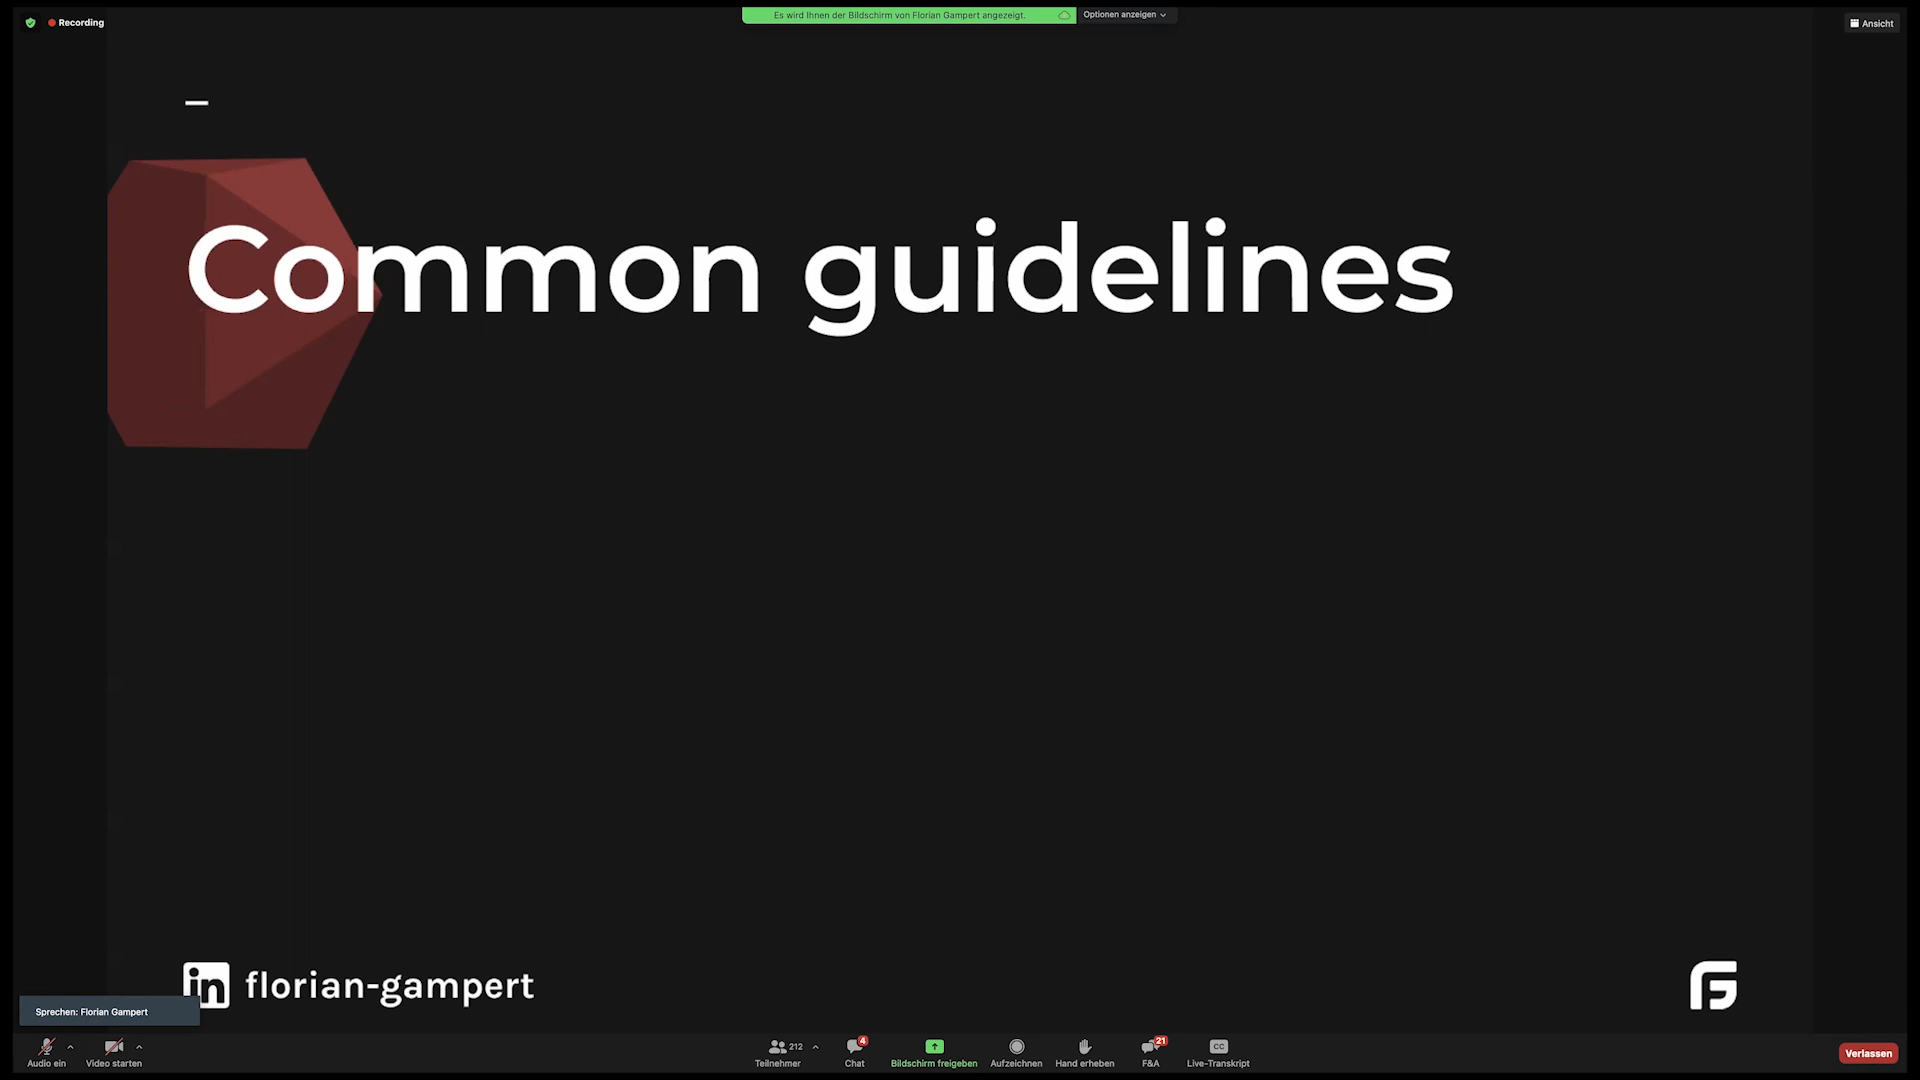 Recording
Es wird Ihnen der Bildschirm von Florian Gampert angezeigt.
Optionen anzeigen
Ansicht
Common guidelines
in florian-gampert
Sprechen: Florian Gampert
212
4
21
CC
Audio ein
Video starten
Teilnehmer
Chat
Bildschirm freigeben
Aufzeichnen
Hand erheben
F&A
Live-Transkript
Verlassen